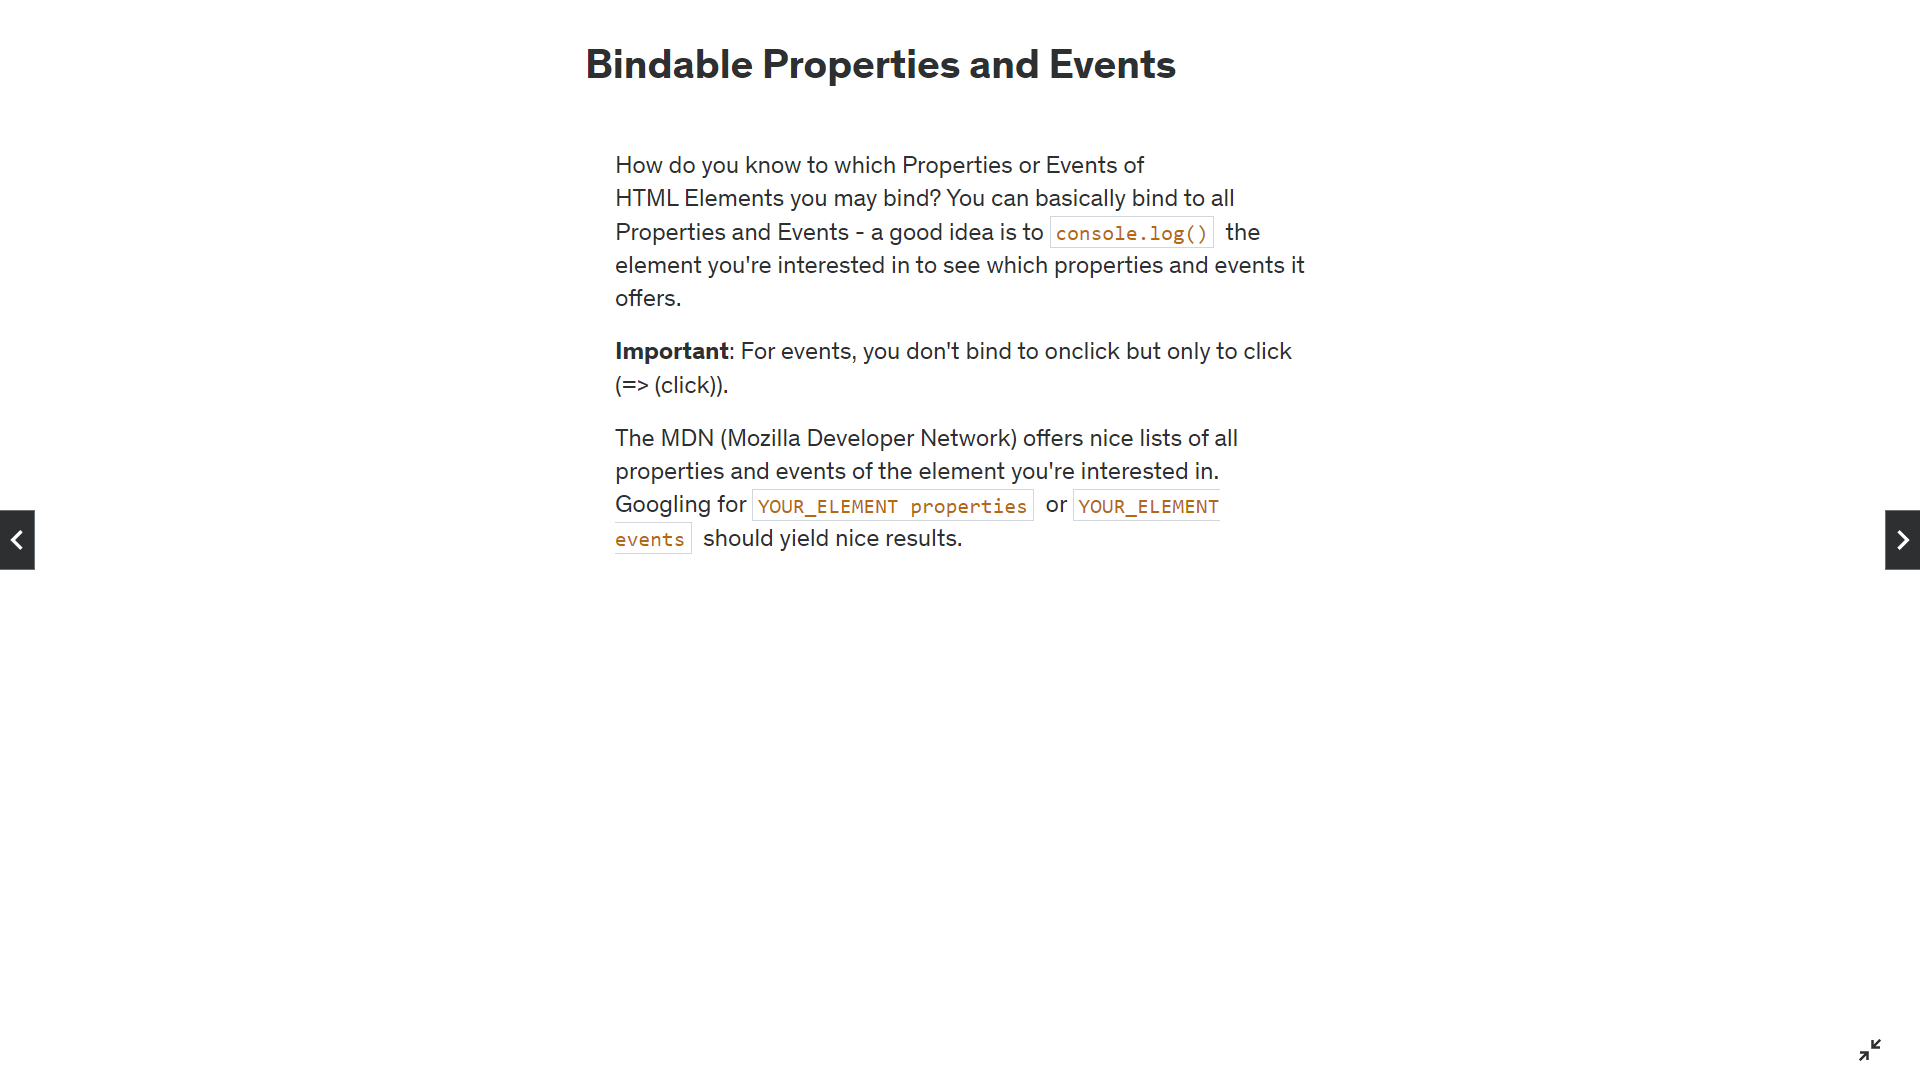 Bindable Properties and Events
How do you know to which Properties or Events of
HTML Elements you may bind? You can basically bind to all
Properties and Events - a good idea is to console.log() the
element you're interested in to see which properties and events it
offers.
Important: For events, you don't bind to onclick but only to click
(=> (click)).
The MDN (Mozilla Developer Network) offers nice lists of all
properties and events of the element you're interested in.
Googling for YOUR_ELEMENT properties or YOUR_ELEMENT
events should yield nice results.